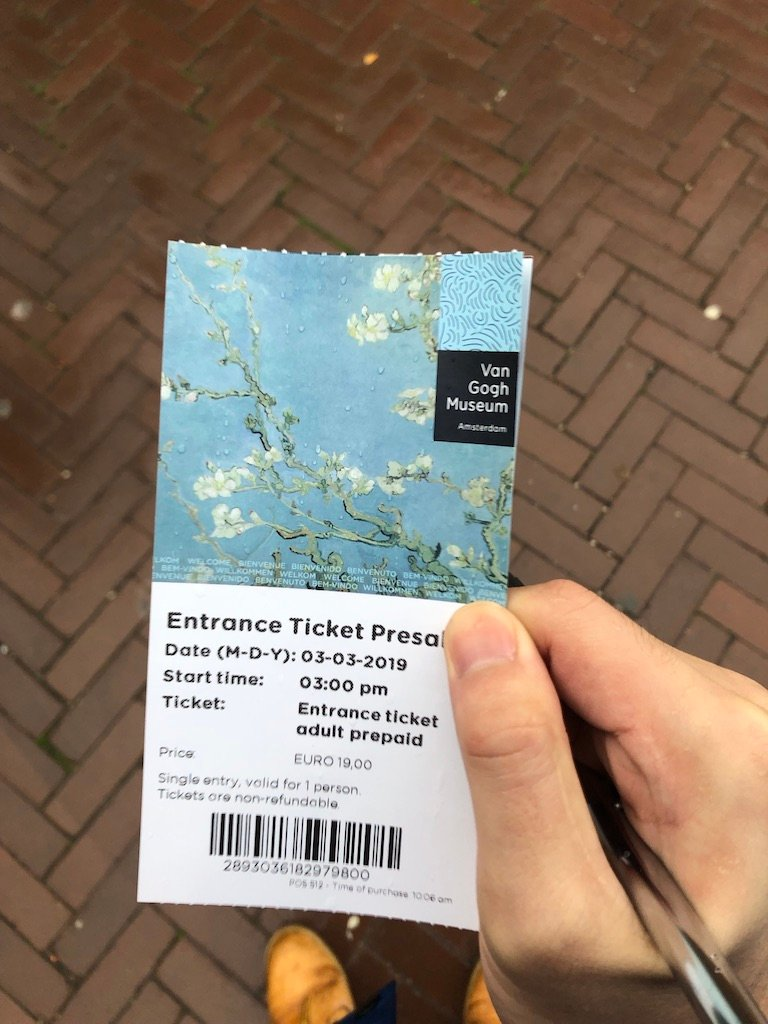 Van
Gogh
Museum
Amsterdam
WELCOME BIENVENUE BIENVENIDO BENVENUTO BEM-VINDO
BEM-VINDO WILLKOMMEN WELKOM WELCOME BIENVENUE BIENVENIDO
BIENVENIDO BENVENUTO BEM-VINDO WILLKOMMEN
Entrance Ticket
Date (M-D-Y): 03-03-2019
Start time: 03:00 pm
Ticket: Entrance ticket
adult prepaid
Price: EURO 19,00
Single entry, valid for 1 person.
Tickets are non-refundable.
2893036182979800
POS 512 - Time of purchase 10:06 am